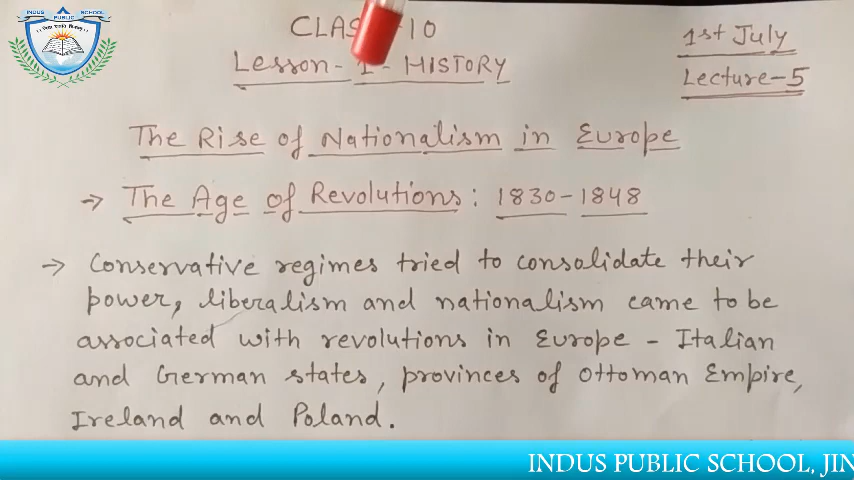 INDUS PUBLIC SCHOOL
CLASS 10
1st July
Lesson - 1 - HISTORY
Lecture-5
The Rise of Nationalism in Europe
→ The Age of Revolutions: 1830-1848
→ Conservative regimes tried to consolidate their
power, liberalism and nationalism came to be
associated with revolutions in Europe - Italian
and German states, provinces of Ottoman Empire,
Ireland and Poland.
INDUS PUBLIC SCHOOL, JIN